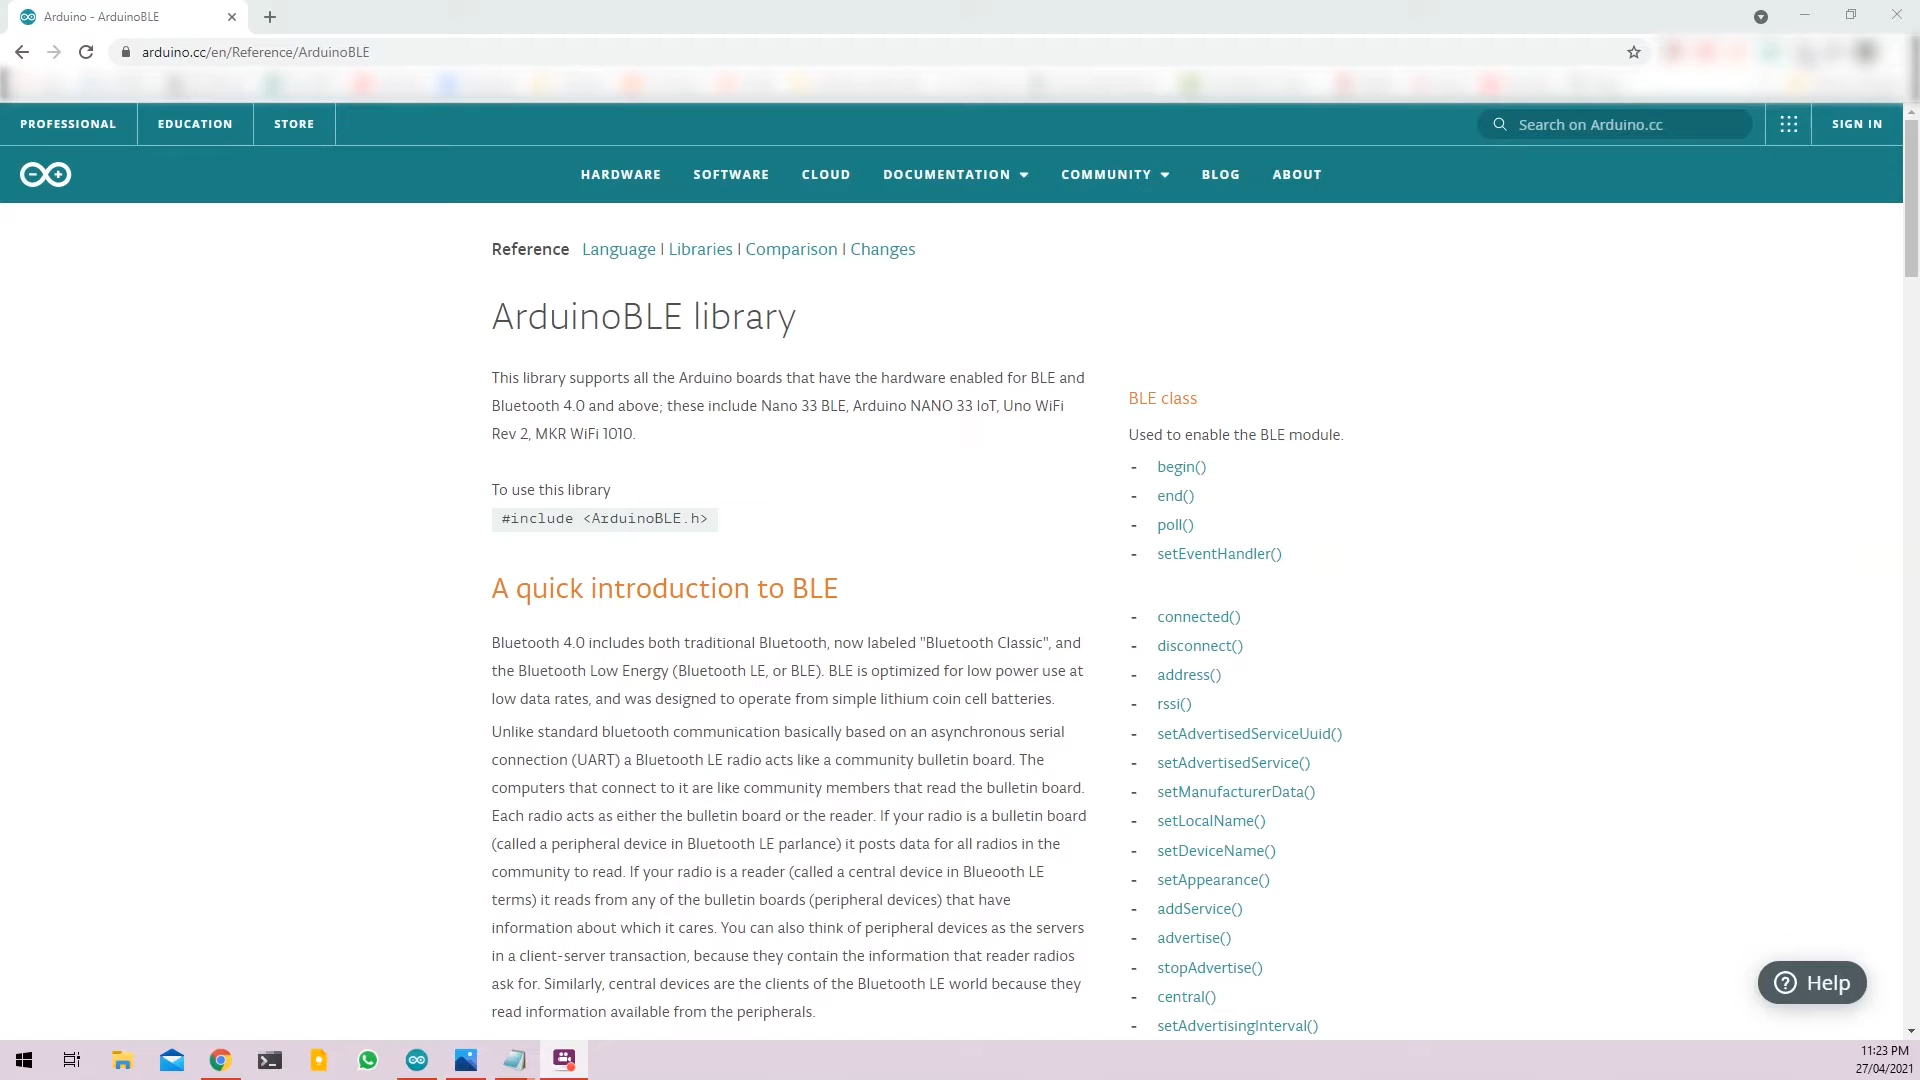 Arduino - ArduinoBLE
arduino.cc/en/Reference/ArduinoBLE
PROFESSIONAL
EDUCATION
STORE
Search on Arduino.cc
SIGN IN
HARDWARE
SOFTWARE
CLOUD
DOCUMENTATION
COMMUNITY
BLOG
ABOUT
Reference Language | Libraries | Comparison | Changes
ArduinoBLE library
This library supports all the Arduino boards that have the hardware enabled for BLE and
Bluetooth 4.0 and above; these include Nano 33 BLE, Arduino NANO 33 IoT, Uno WiFi
Rev 2, MKR WiFi 1010.
To use this library
#include <ArduinoBLE.h>
A quick introduction to BLE
Bluetooth 4.0 includes both traditional Bluetooth, now labeled "Bluetooth Classic", and
the Bluetooth Low Energy (Bluetooth LE, or BLE). BLE is optimized for low power use at
low data rates, and was designed to operate from simple lithium coin cell batteries.
Unlike standard bluetooth communication basically based on an asynchronous serial
connection (UART) a Bluetooth LE radio acts like a community bulletin board. The
computers that connect to it are like community members that read the bulletin board.
Each radio acts as either the bulletin board or the reader. If your radio is a bulletin board
(called a peripheral device in Bluetooth LE parlance) it posts data for all radios in the
community to read. If your radio is a reader (called a central device in Blueooth LE
terms) it reads from any of the bulletin boards (peripheral devices) that have
information about which it cares. You can also think of peripheral devices as the servers
in a client-server transaction, because they contain the information that reader radios
ask for. Similarly, central devices are the clients of the Bluetooth LE world because they
read information available from the peripherals.
BLE class
Used to enable the BLE module.
- begin()
- end()
- poll()
- setEventHandler()
- connected()
- disconnect()
- address()
- rssi()
- setAdvertisedServiceUuid()
- setAdvertisedService()
- setManufacturerData()
- setLocalName()
- setDeviceName()
- setAppearance()
- addService()
- advertise()
- stopAdvertise()
- central()
- setAdvertisingInterval()
Help
11:23 PM
27/04/2021